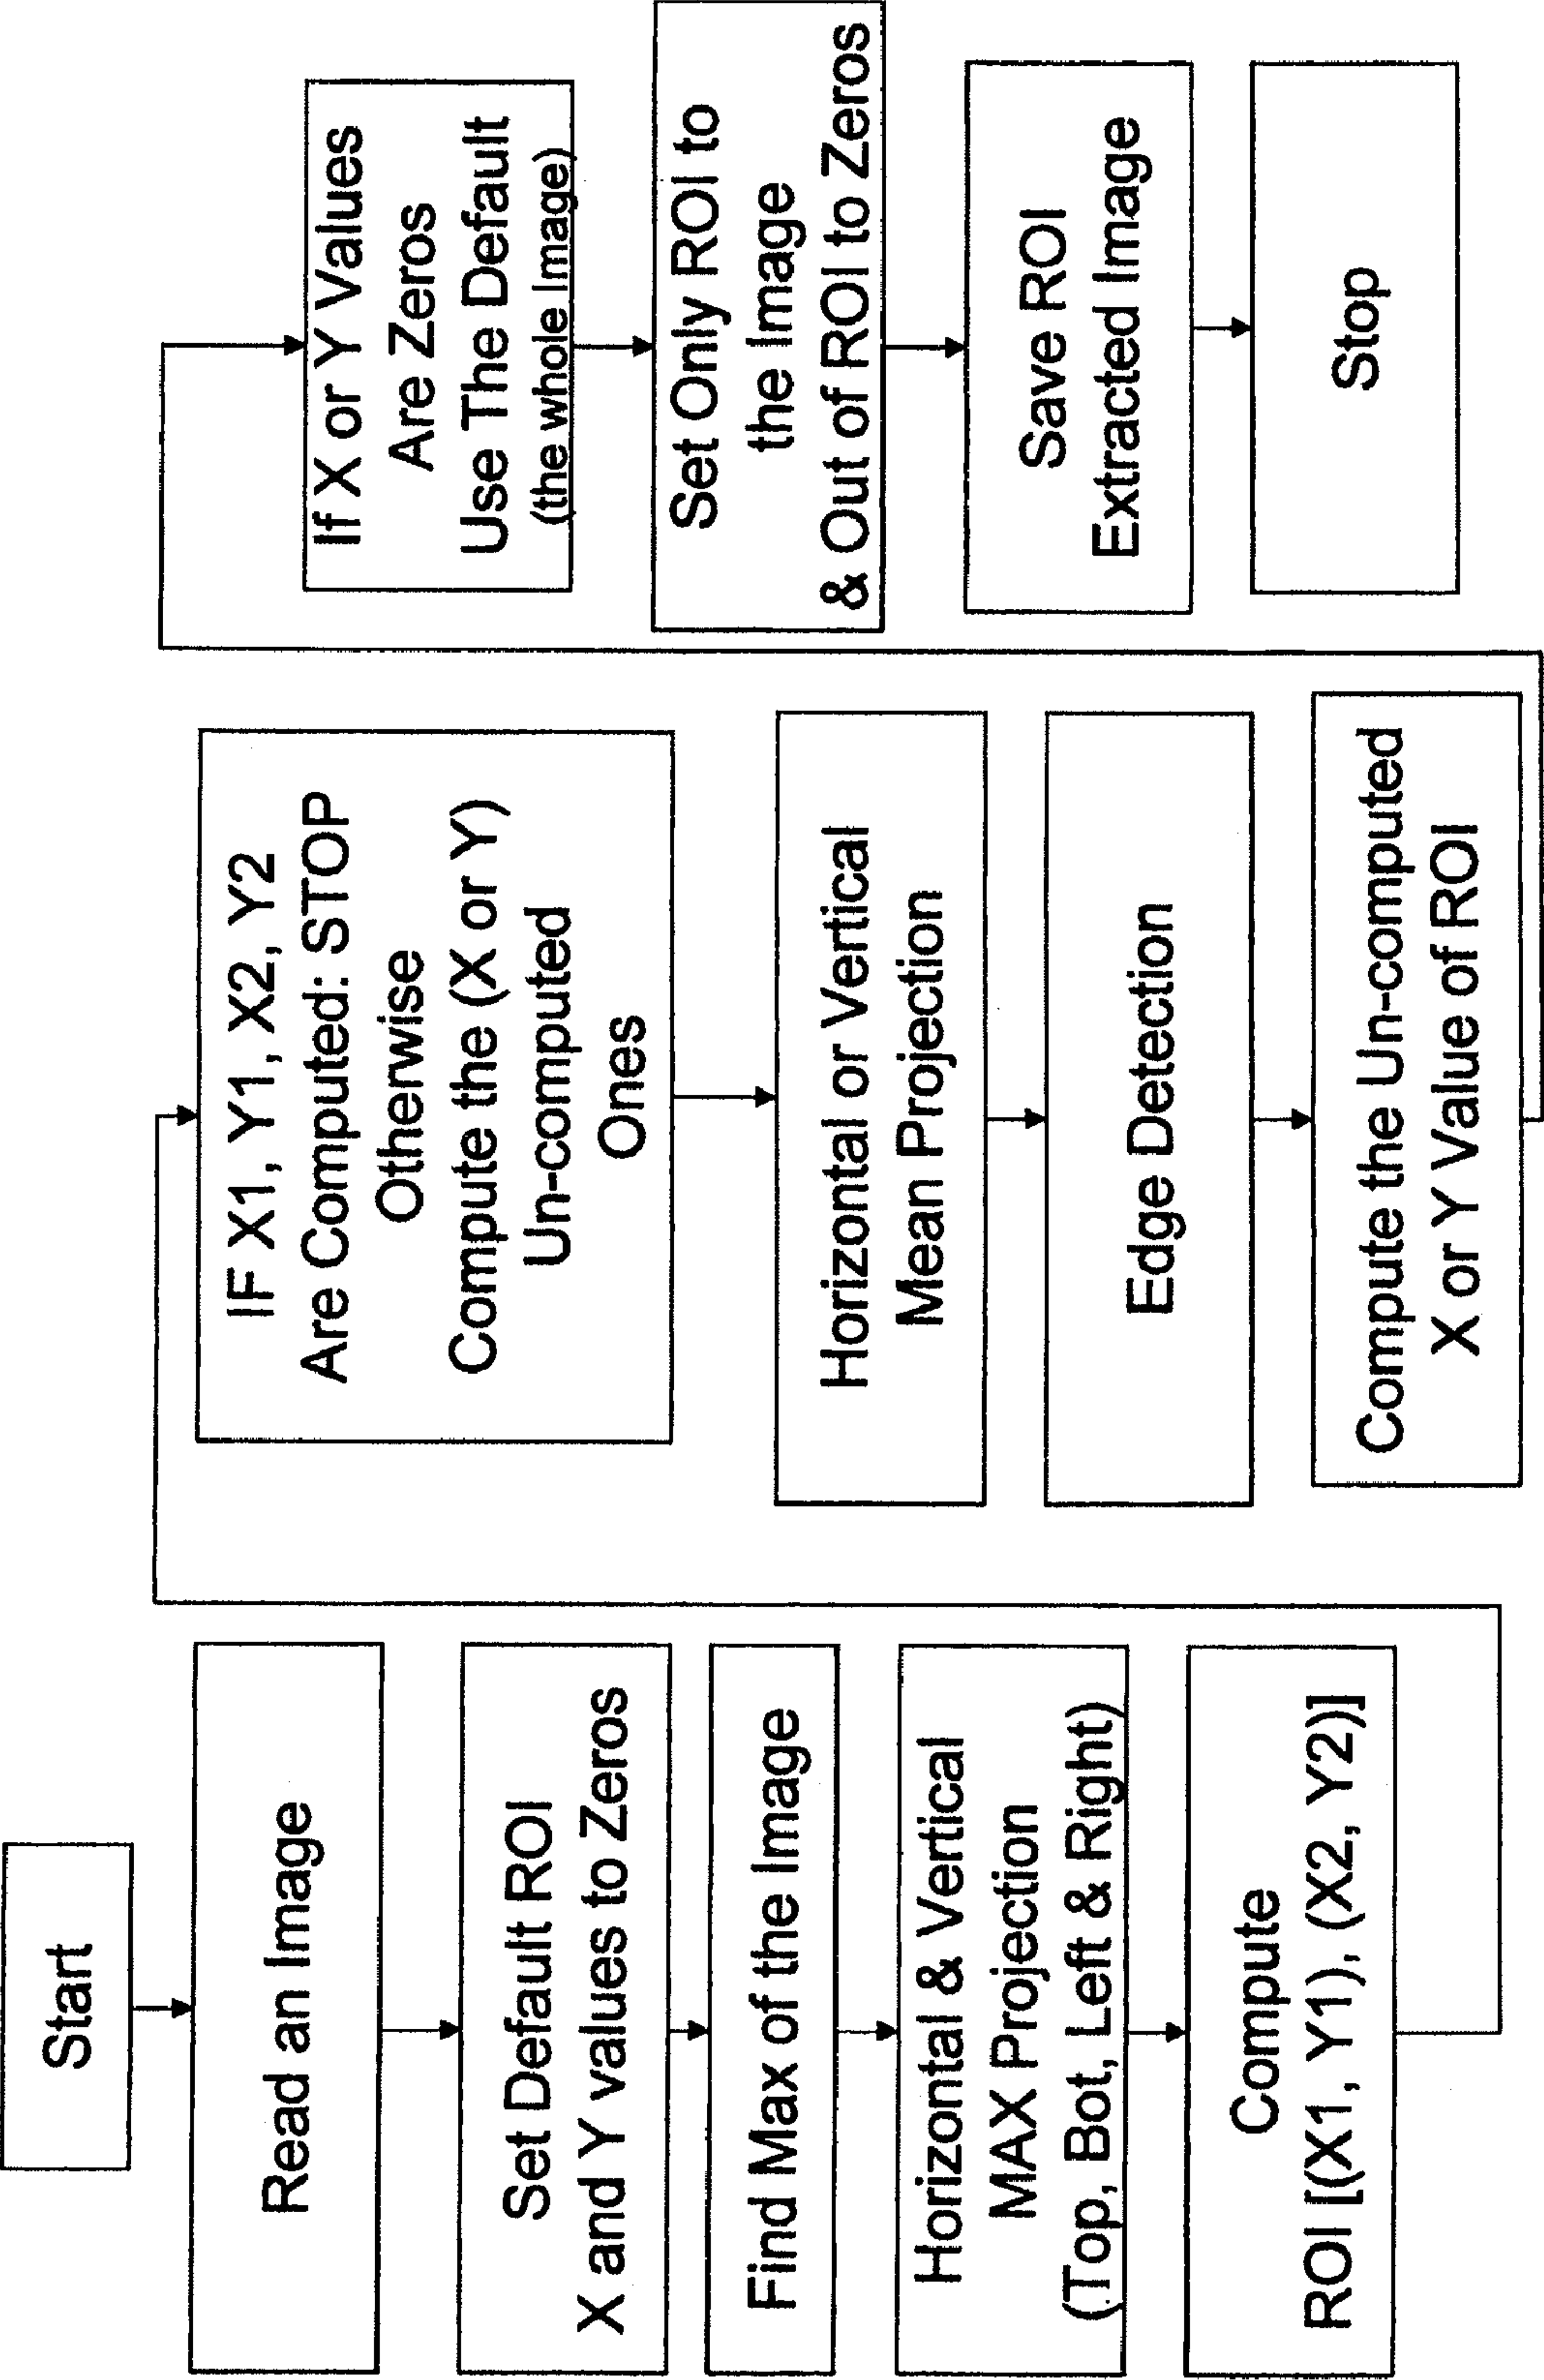 Start
Read an Image
Set Default ROI
X and Y values to Zeros
Find Max of the Image
Horizontal & Vertical
MAX Projection
(Top, Bot, Left & Right)
Compute
ROI [(X1, Y1), (X2, Y2)]
IF X1, Y1, X2, Y2
Are Computed: STOP
Otherwise
Compute the (X or Y)
Un-computed
Ones
Horizontal or Vertical
Mean Projection
Edge Detection
Compute the Un-computed
X or Y Value of ROI
If X or Y Values
Are Zeros
Use The Default
(the whole Image)
Set Only ROI to
the Image
& Out of ROI to Zeros
Save ROI
Extracted Image
Stop